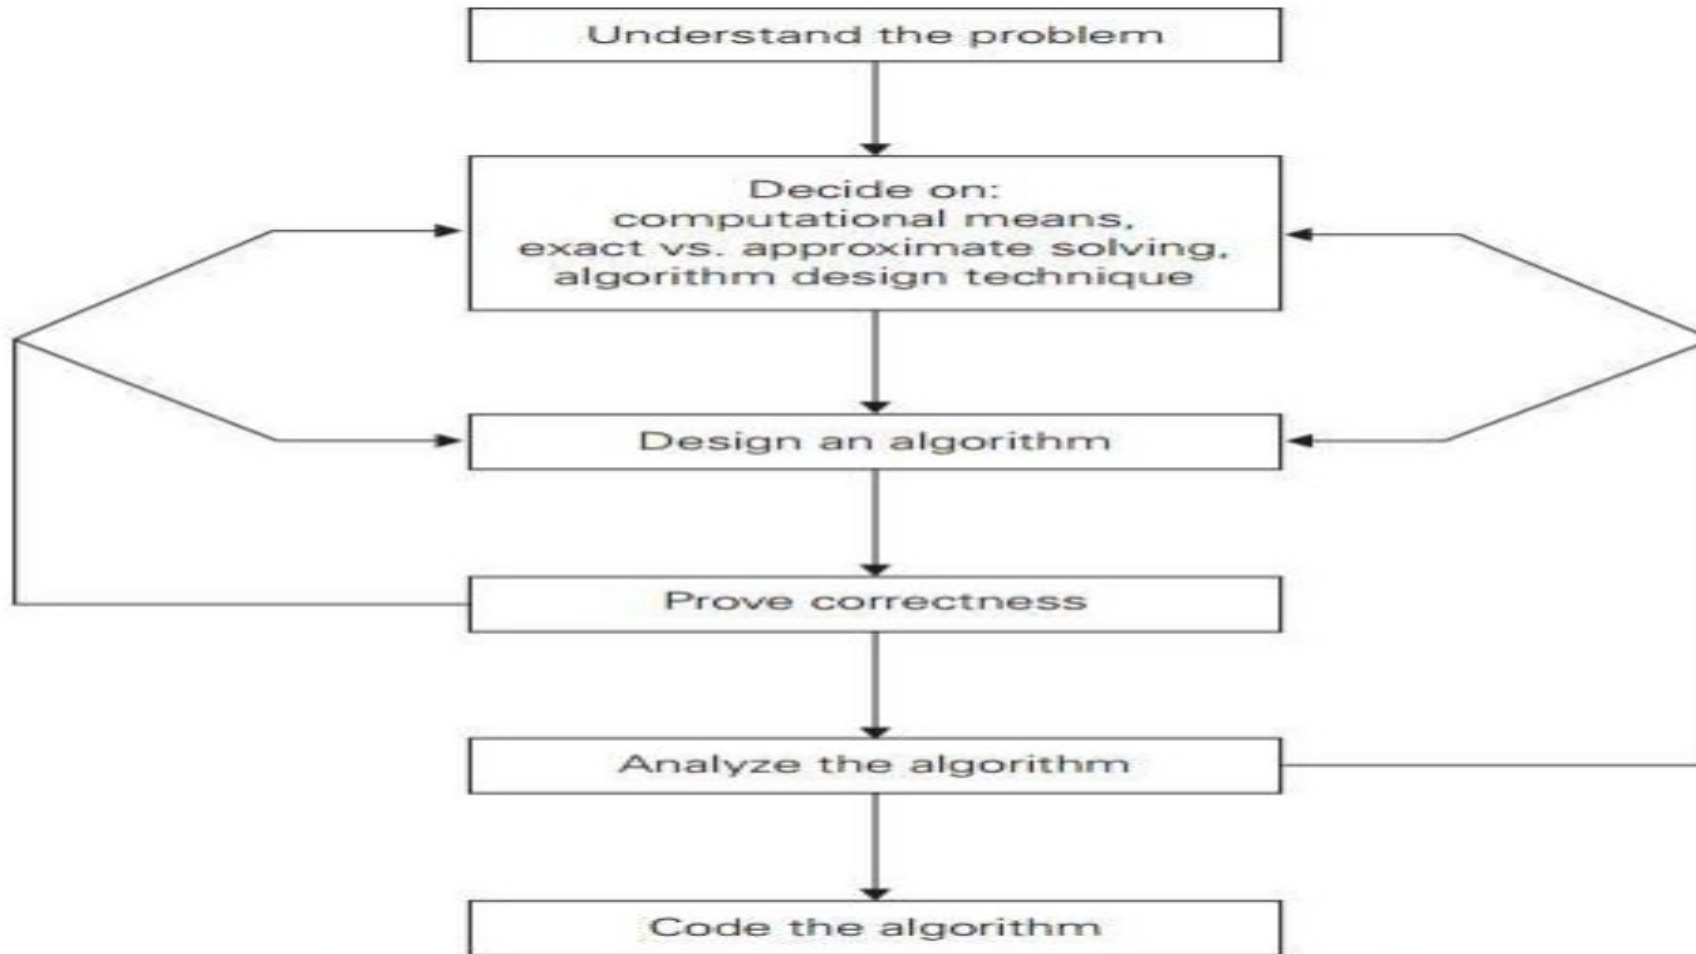 Understand the problem
Decide on:
computational means,
exact vs. approximate solving,
algorithm design technique
Design an algorithm
Prove correctness
Analyze the algorithm
Code the algorithm